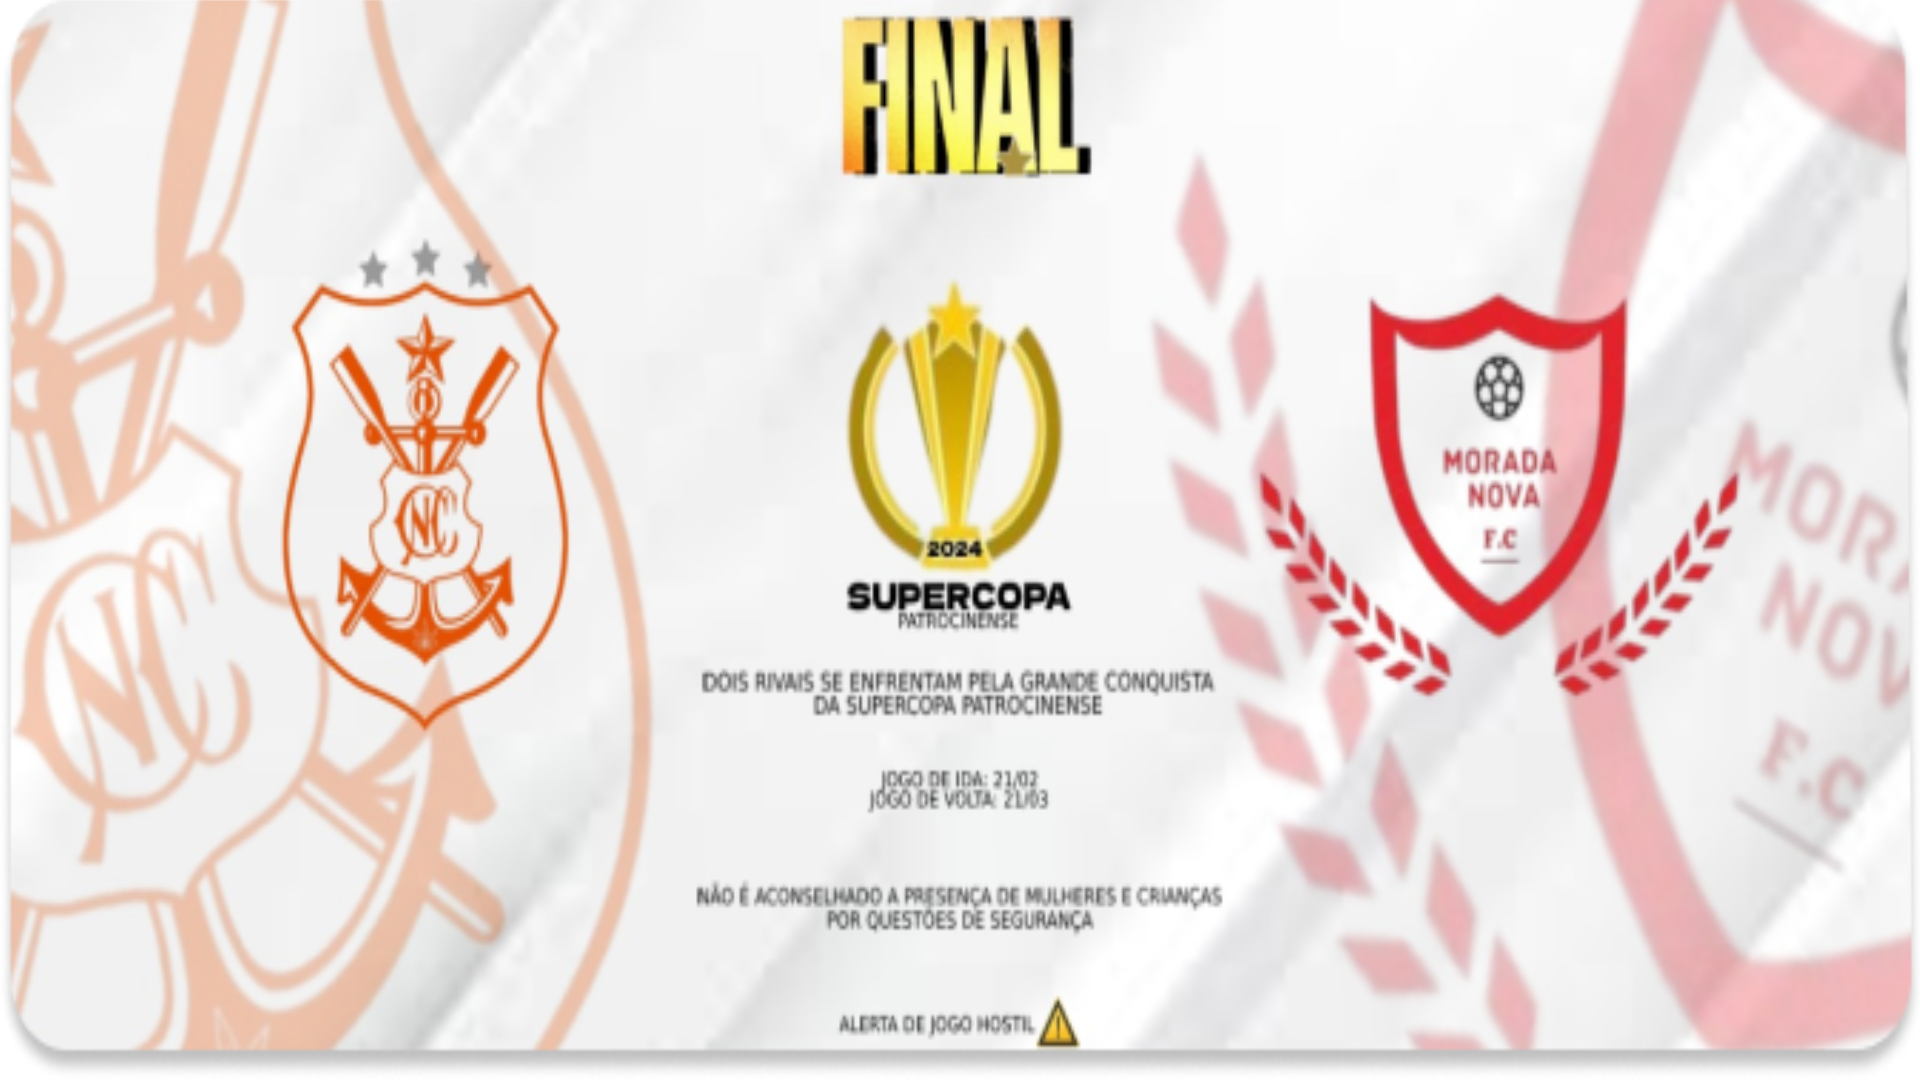 FINAL
NC
MORADA
NOVA
F.C
2024
SUPERCOPA
PATROCINENSE
DOIS RIVAIS SE ENFRENTAM PELA GRANDE CONQUISTA
DA SUPERCOPA PATROCINENSE
JOGO DE IDA: 21/02
JOGO DE VOLTA: 21/03
NÃO É ACONSELHADO A PRESENÇA DE MULHERES E CRIANÇAS
POR QUESTÕES DE SEGURANÇA
ALERTA DE JOGO HOSTIL
NC
MORA
NOV
F.C